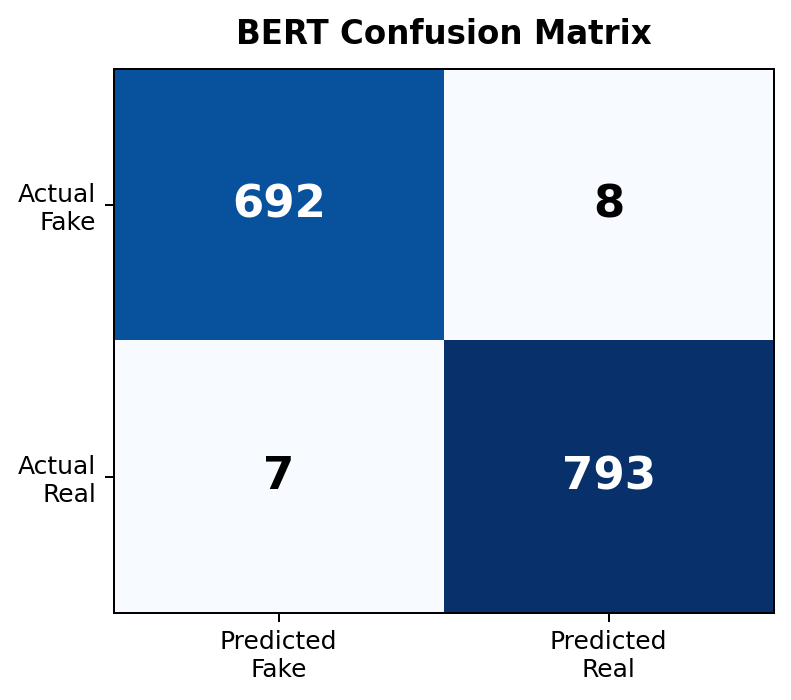 BERT Confusion Matrix
Actual
Fake
692
8
Actual
Real
7
793
Predicted
Fake
Predicted
Real